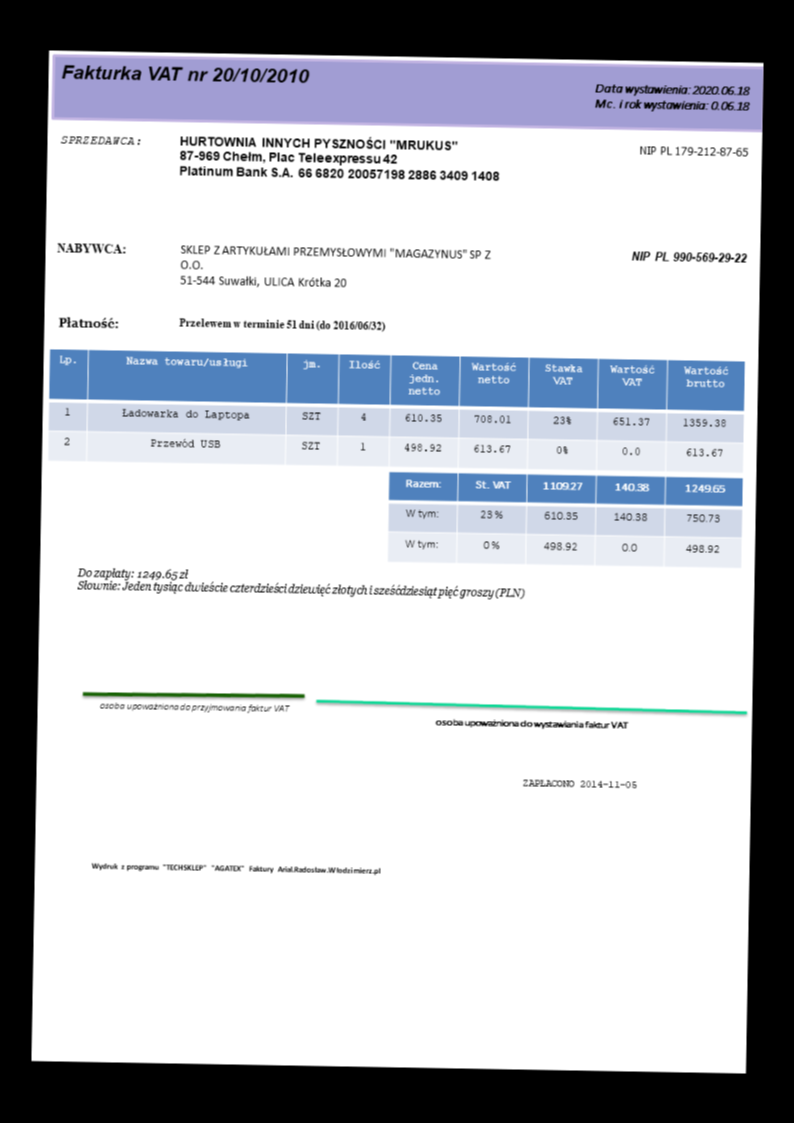 Fakturka VAT nr 20/10/2010
Data wystawienia: 2020.06.18
Mc. i rok wystawienia: 0.06.18
SPRZEDAWCA:
HURTOWNIA INNYCH PYSZNOŚCI "MRUKUS"
87-969 Chełm, Plac Teleexpressu 42
Platinum Bank S.A. 66 6820 20057198 2886 3409 1408
NIP PL 179-212-87-65
NABYWCA:
SKLEP Z ARTYKUŁAMI PRZEMYSŁOWYMI "MAGAZYNUS" SP Z
O.O.
51-544 Suwałki, ULICA Krótka 20
NIP PL 990-569-29-22
Płatność:
Przelewem w terminie 51 dni (do 2016/06/32)
Lp. Nazwa towaru/usługi jm. Ilość Cena jedn. netto Wartość netto Stawka VAT Wartość VAT Wartość brutto
1 Ładowarka do Laptopa SZT 4 610.35 708.01 23% 651.37 1359.38
2 Przewód USB SZT 1 498.92 613.67 0% 0.0 613.67
Razem: St. VAT 1109.27 140.38 1249.65
W tym: 23 % 610.35 140.38 750.73
W tym: 0 % 498.92 0.0 498.92
Do zapłaty: 1249.65 zł
Słownie: Jeden tysiąc dwieście czterdzieści dziewięć złotych i sześćdziesiąt pięć groszy (PLN)
osoba upoważniona do przyjmowania faktur VAT
osoba upoważniona do wystawiania faktur VAT
ZAPŁACONO 2014-11-05
Wydruk z programu "TECHSKLEP" "AGATEK" Faktury Arial.Radosław.Włodzimierz.pl